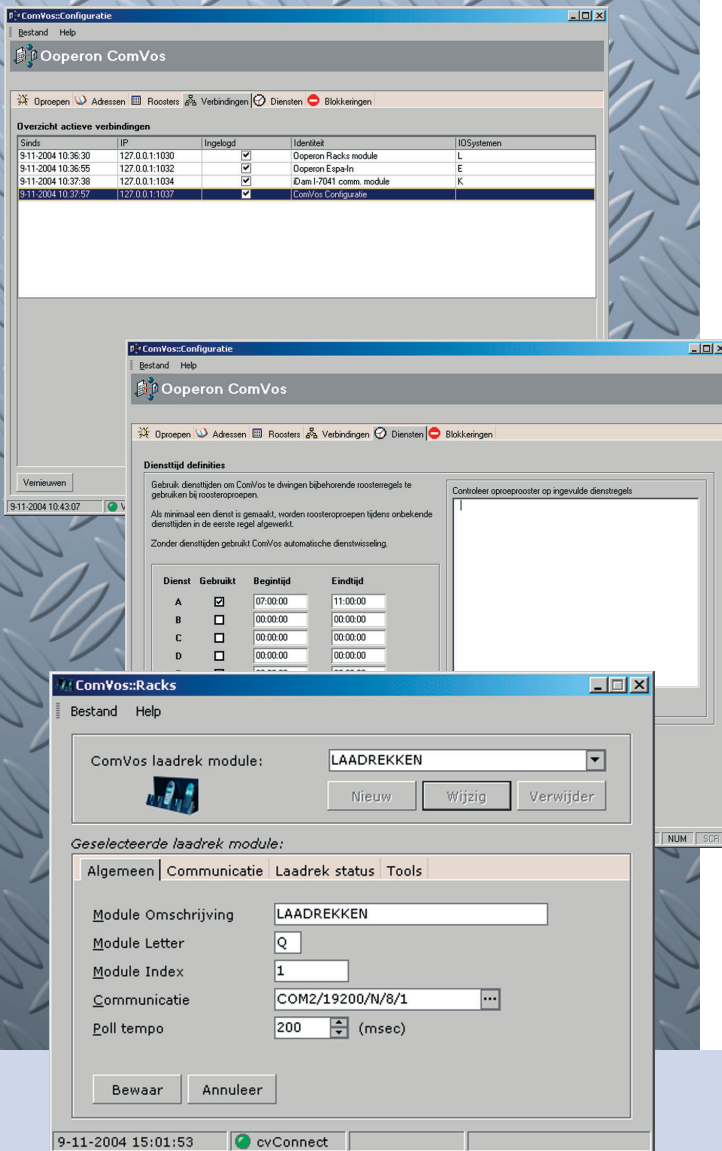 ComVos::Configuratie
Bestand Help
Ooperon ComVos
Oproepen Adressen Roosters Verbindingen Diensten Blokkeringen
Overzicht actieve verbindingen
Sinds IP Ingelogd Identiteit IOSystemen
9-11-2004 10:36:30 127.0.0.1:1030 Ooperon Racks module L
9-11-2004 10:36:55 127.0.0.1:1032 Ooperon Espa-In E
9-11-2004 10:37:38 127.0.0.1:1034 iDam I-7041 comm. module K
9-11-2004 10:37:57 127.0.0.1:1037 ComVos Configuratie
Vernieuwen
9-11-2004 10:43:07 V
ComVos::Configuratie
Bestand Help
Ooperon ComVos
Oproepen Adressen Roosters Verbindingen Diensten Blokkeringen
Diensttijd definities
Gebruik diensttijden om ComVos te dwingen bijbehorende roosterregels te
gebruiken bij roosteroproepen.
Als minimaal een dienst is gemaakt, worden roosteroproepen tijdens onbekende
diensttijden in de eerste regel afgewerkt.
Zonder diensttijden gebruikt ComVos automatische dienstwisseling.
Controleer oproeprooster op ingevulde dienstregels
Dienst Gebruikt Begintijd Eindtijd
A 07:00:00 11:00:00
B 00:00:00 00:00:00
C 00:00:00 00:00:00
D 00:00:00 00:00:00
NUM SCR
ComVos::Racks
Bestand Help
ComVos laadrek module: LAADREKKEN
Nieuw Wijzig Verwijder
Geselecteerde laadrek module:
Algemeen Communicatie Laadrek status Tools
Module Omschrijving LAADREKKEN
Module Letter Q
Module Index 1
Communicatie COM2/19200/N/8/1 ...
Poll tempo 200 (msec)
Bewaar Annuleer
9-11-2004 15:01:53 cvConnect